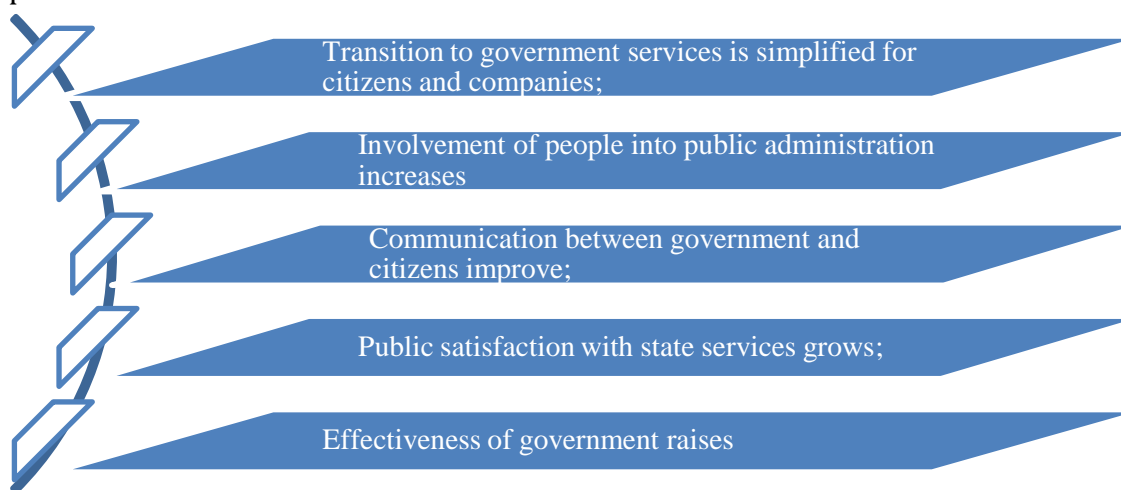 Transition to government services is simplified for
citizens and companies;
Involvement of people into public administration
increases
Communication between government and
citizens improve;
Public satisfaction with state services grows;
Effectiveness of government raises